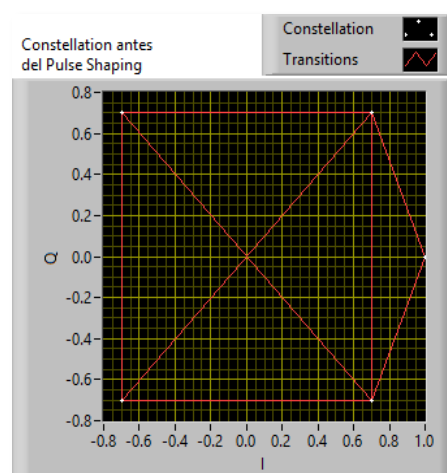 Constellation antes
del Pulse Shaping
Constellation
Transitions
0.8
0.6
0.4
0.2
0.0
-0.2
-0.4
-0.6
-0.8
Q
-0.8 -0.6 -0.4 -0.2 0.0 0.2 0.4 0.6 0.8 1.0
I